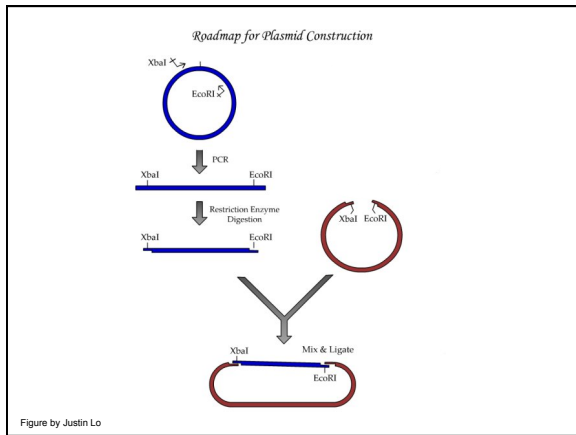 Roadmap for Plasmid Construction
XbaI
EcoRI
PCR
XbaI EcoRI
Restriction Enzyme
Digestion
XbaI EcoRI
XbaI EcoRI
Mix & Ligate
XbaI
EcoRI
Figure by Justin Lo